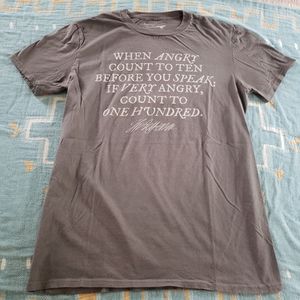 WHEN ANGRY
COUNT TO TEN
BEFORE YOU SPEAK;
IF VERY ANGRY,
COUNT TO
ONE HUNDRED.